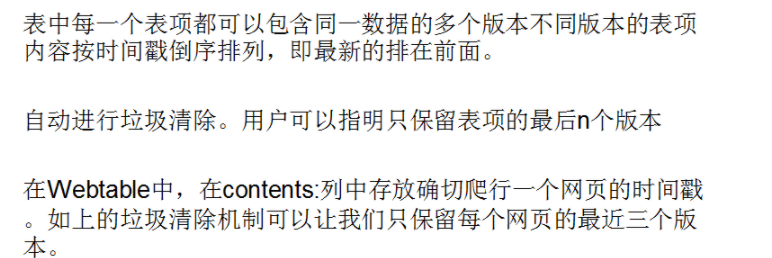 表中每一个表项都可以包含同一数据的多个版本不同版本的表项
内容按时间戳倒序排列，即最新的排在前面。
自动进行垃圾清除。用户可以指明只保留表项的最后n个版本
在Webtable中，在contents:列中存放确切爬行一个网页的时间戳
。如上的垃圾清除机制可以让我们只保留每个网页的最近三个版
本。